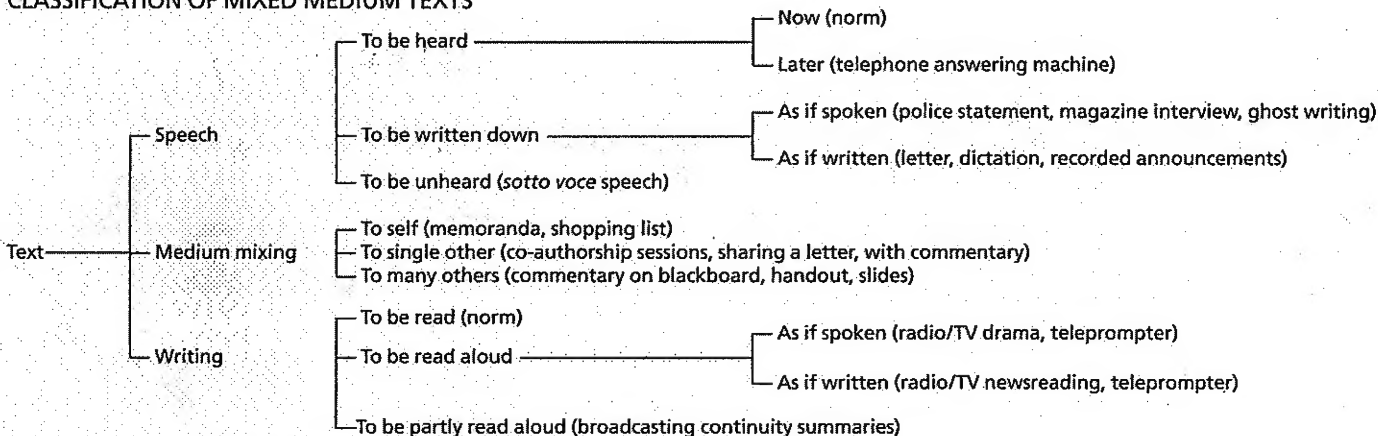 CLASSIFICATION OF MIXED MEDIUM TEXTS
Now (norm)
To be heard
Later (telephone answering machine)
As if spoken (police statement, magazine interview, ghost writing)
Speech
To be written down
As if written (letter, dictation, recorded announcements)
To be unheard (sotto voce speech)
To self (memoranda, shopping list)
Text
Medium mixing
To single other (co-authorship sessions, sharing a letter, with commentary)
To many others (commentary on blackboard, handout, slides)
To be read (norm)
As if spoken (radio/TV drama, teleprompter)
Writing
To be read aloud
As if written (radio/TV newsreading, teleprompter)
To be partly read aloud (broadcasting continuity summaries)